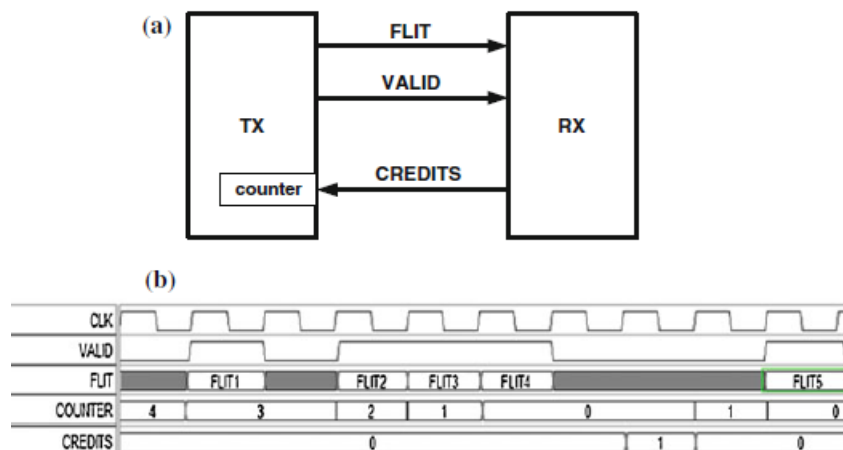 (a)
FLIT
VALID
TX
RX
CREDITS
counter
(b)
CLK
VALID
FLIT FLIT1 FLIT2 FLIT3 FLIT4 FLIT5
COUNTER 4 3 2 1 0 1 0
CREDITS 0 1 0